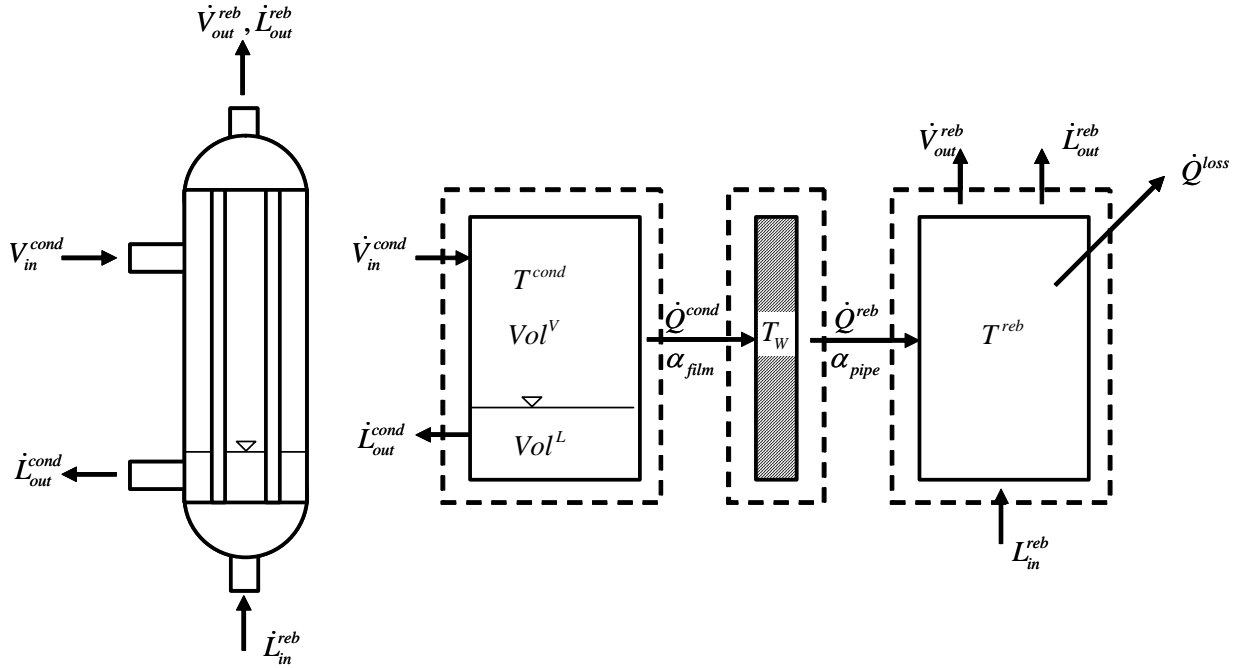 V̇_out^reb , L̇_out^reb
V_in^cond
L̇_out^cond
L̇_in^reb
V̇_in^cond
T^cond
Vol^V
L̇_out^cond
Vol^L
Q̇^cond
α_film
T_W
Q̇^reb
α_pipe
V̇_out^reb
L̇_out^reb
Q̇^loss
T^reb
L_in^reb